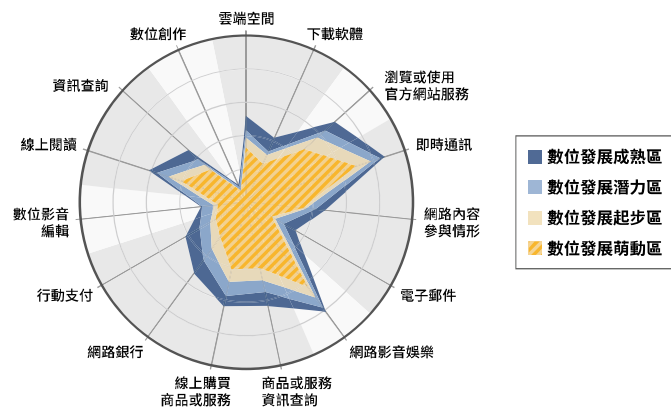 雲端空間
下載軟體
瀏覽或使用
官方網站服務
即時通訊
網路內容
參與情形
電子郵件
網路影音娛樂
商品或服務
資訊查詢
線上購買
商品或服務
網路銀行
行動支付
數位影音
編輯
線上閱讀
資訊查詢
數位創作
數位發展成熟區
數位發展潛力區
數位發展起步區
數位發展萌動區